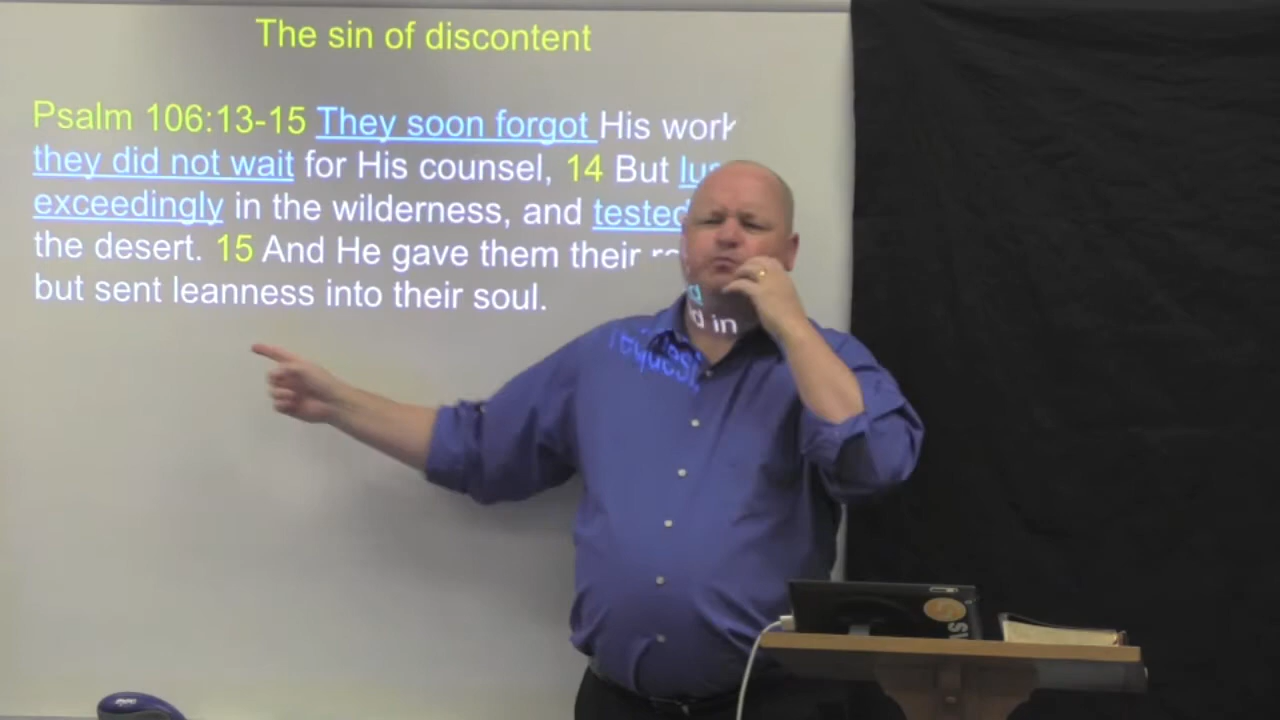 The sin of discontent
Psalm 106:13-15 They soon forgot His
they did not wait for His counsel, 14 But
exceedingly in the wilderness, and tested
the desert. 15 And He gave them their request,
but sent leanness into their soul.